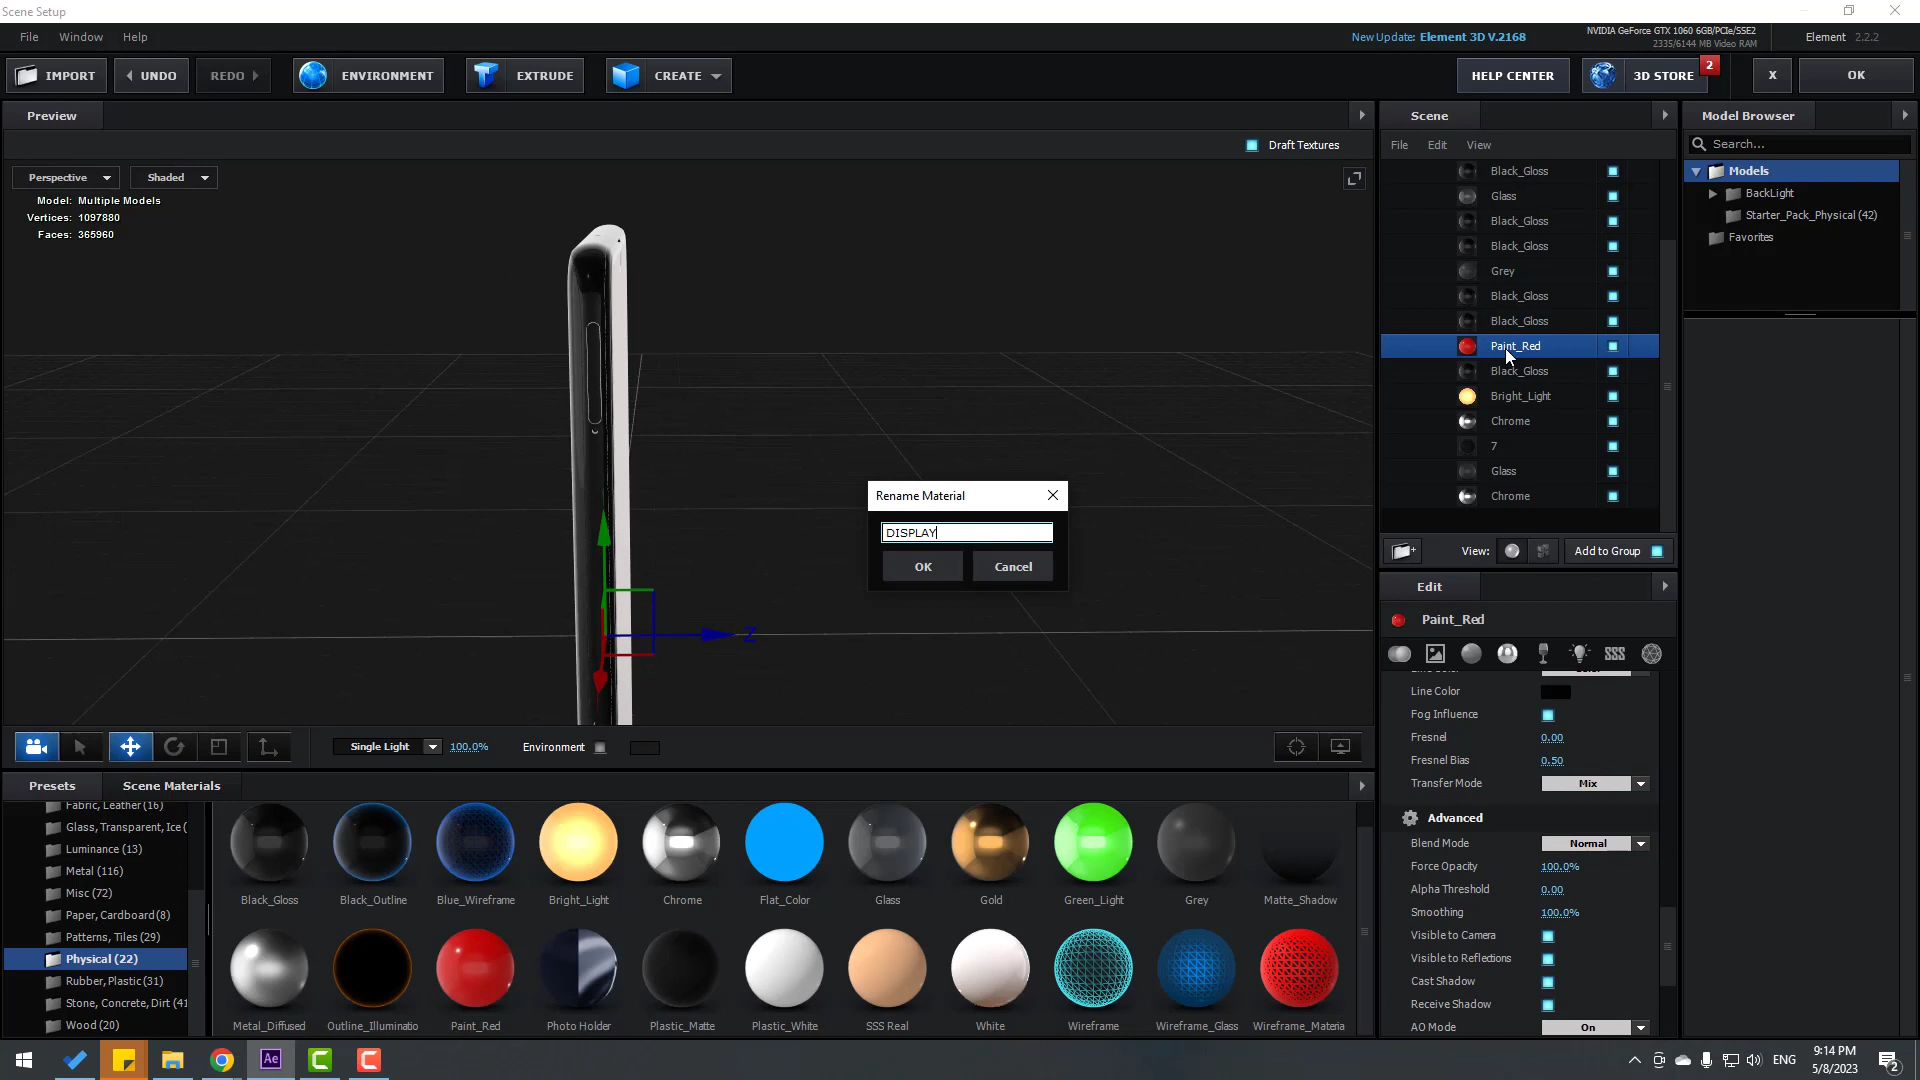 Scene Setup
File Window Help
New Update: Element 3D V.2168
NVIDIA GeForce GTX 1060 6GB/PCIe/SSE2
2335/6144 MB Video RAM
Element 2.2.2
IMPORT UNDO REDO ENVIRONMENT EXTRUDE CREATE HELP CENTER 3D STORE 2 X OK
Preview
Draft Textures
Perspective Shaded
Model: Multiple Models
Vertices: 1097880
Faces: 365960
Z
Rename Material
DISPLAY
OK Cancel
Single Light 100.0% Environment
Scene
File Edit View
Black_Gloss
Glass
Black_Gloss
Black_Gloss
Grey
Black_Gloss
Black_Gloss
Paint_Red
Black_Gloss
Bright_Light
Chrome
7
Glass
Chrome
View: Add to Group
Model Browser
Search...
Models
BackLight
Starter_Pack_Physical (42)
Favorites
Edit
Paint_Red
Line Color
Fog Influence
Fresnel 0.00
Fresnel Bias 0.50
Transfer Mode Mix
Advanced
Blend Mode Normal
Force Opacity 100.0%
Alpha Threshold 0.00
Smoothing 100.0%
Visible to Camera
Visible to Reflections
Cast Shadow
Receive Shadow
AO Mode On
Presets Scene Materials
Fabric, Leather (16)
Glass, Transparent, Ice (
Luminance (13)
Metal (116)
Misc (72)
Paper, Cardboard (8)
Patterns, Tiles (29)
Physical (22)
Rubber, Plastic (31)
Stone, Concrete, Dirt (41
Wood (20)
Black_Gloss Black_Outline Blue_Wireframe Bright_Light Chrome Flat_Color Glass Gold Green_Light Grey Matte_Shadow
Metal_Diffused Outline_Illuminatio Paint_Red Photo Holder Plastic_Matte Plastic_White SSS Real White Wireframe Wireframe_Glass Wireframe_Materia
Ae
ENG
9:14 PM
5/8/2023
2